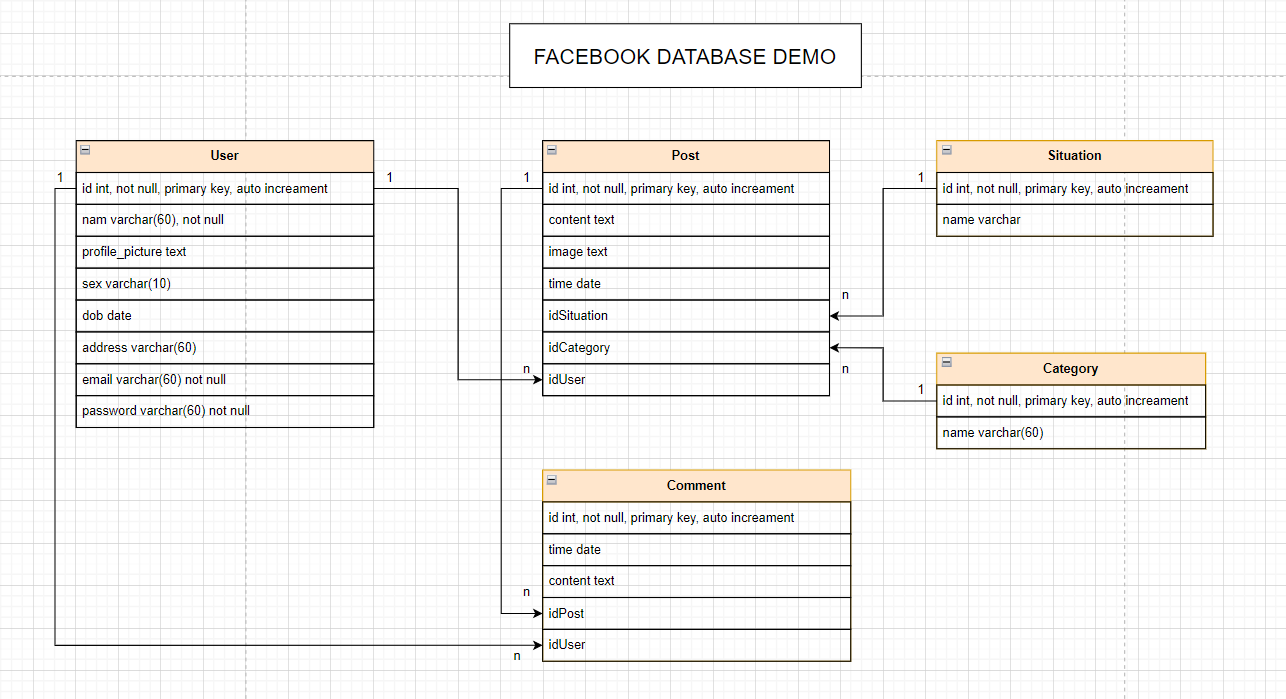 FACEBOOK DATABASE DEMO
User
1
id int, not null, primary key, auto increament
1
nam varchar(60), not null
profile_picture text
sex varchar(10)
dob date
address varchar(60)
email varchar(60) not null
password varchar(60) not null
Post
1
id int, not null, primary key, auto increament
content text
image text
time date
n
idSituation
idCategory
n
n
idUser
Situation
1
id int, not null, primary key, auto increament
name varchar
Category
1
id int, not null, primary key, auto increament
name varchar(60)
Comment
id int, not null, primary key, auto increament
time date
content text
n
idPost
idUser
n